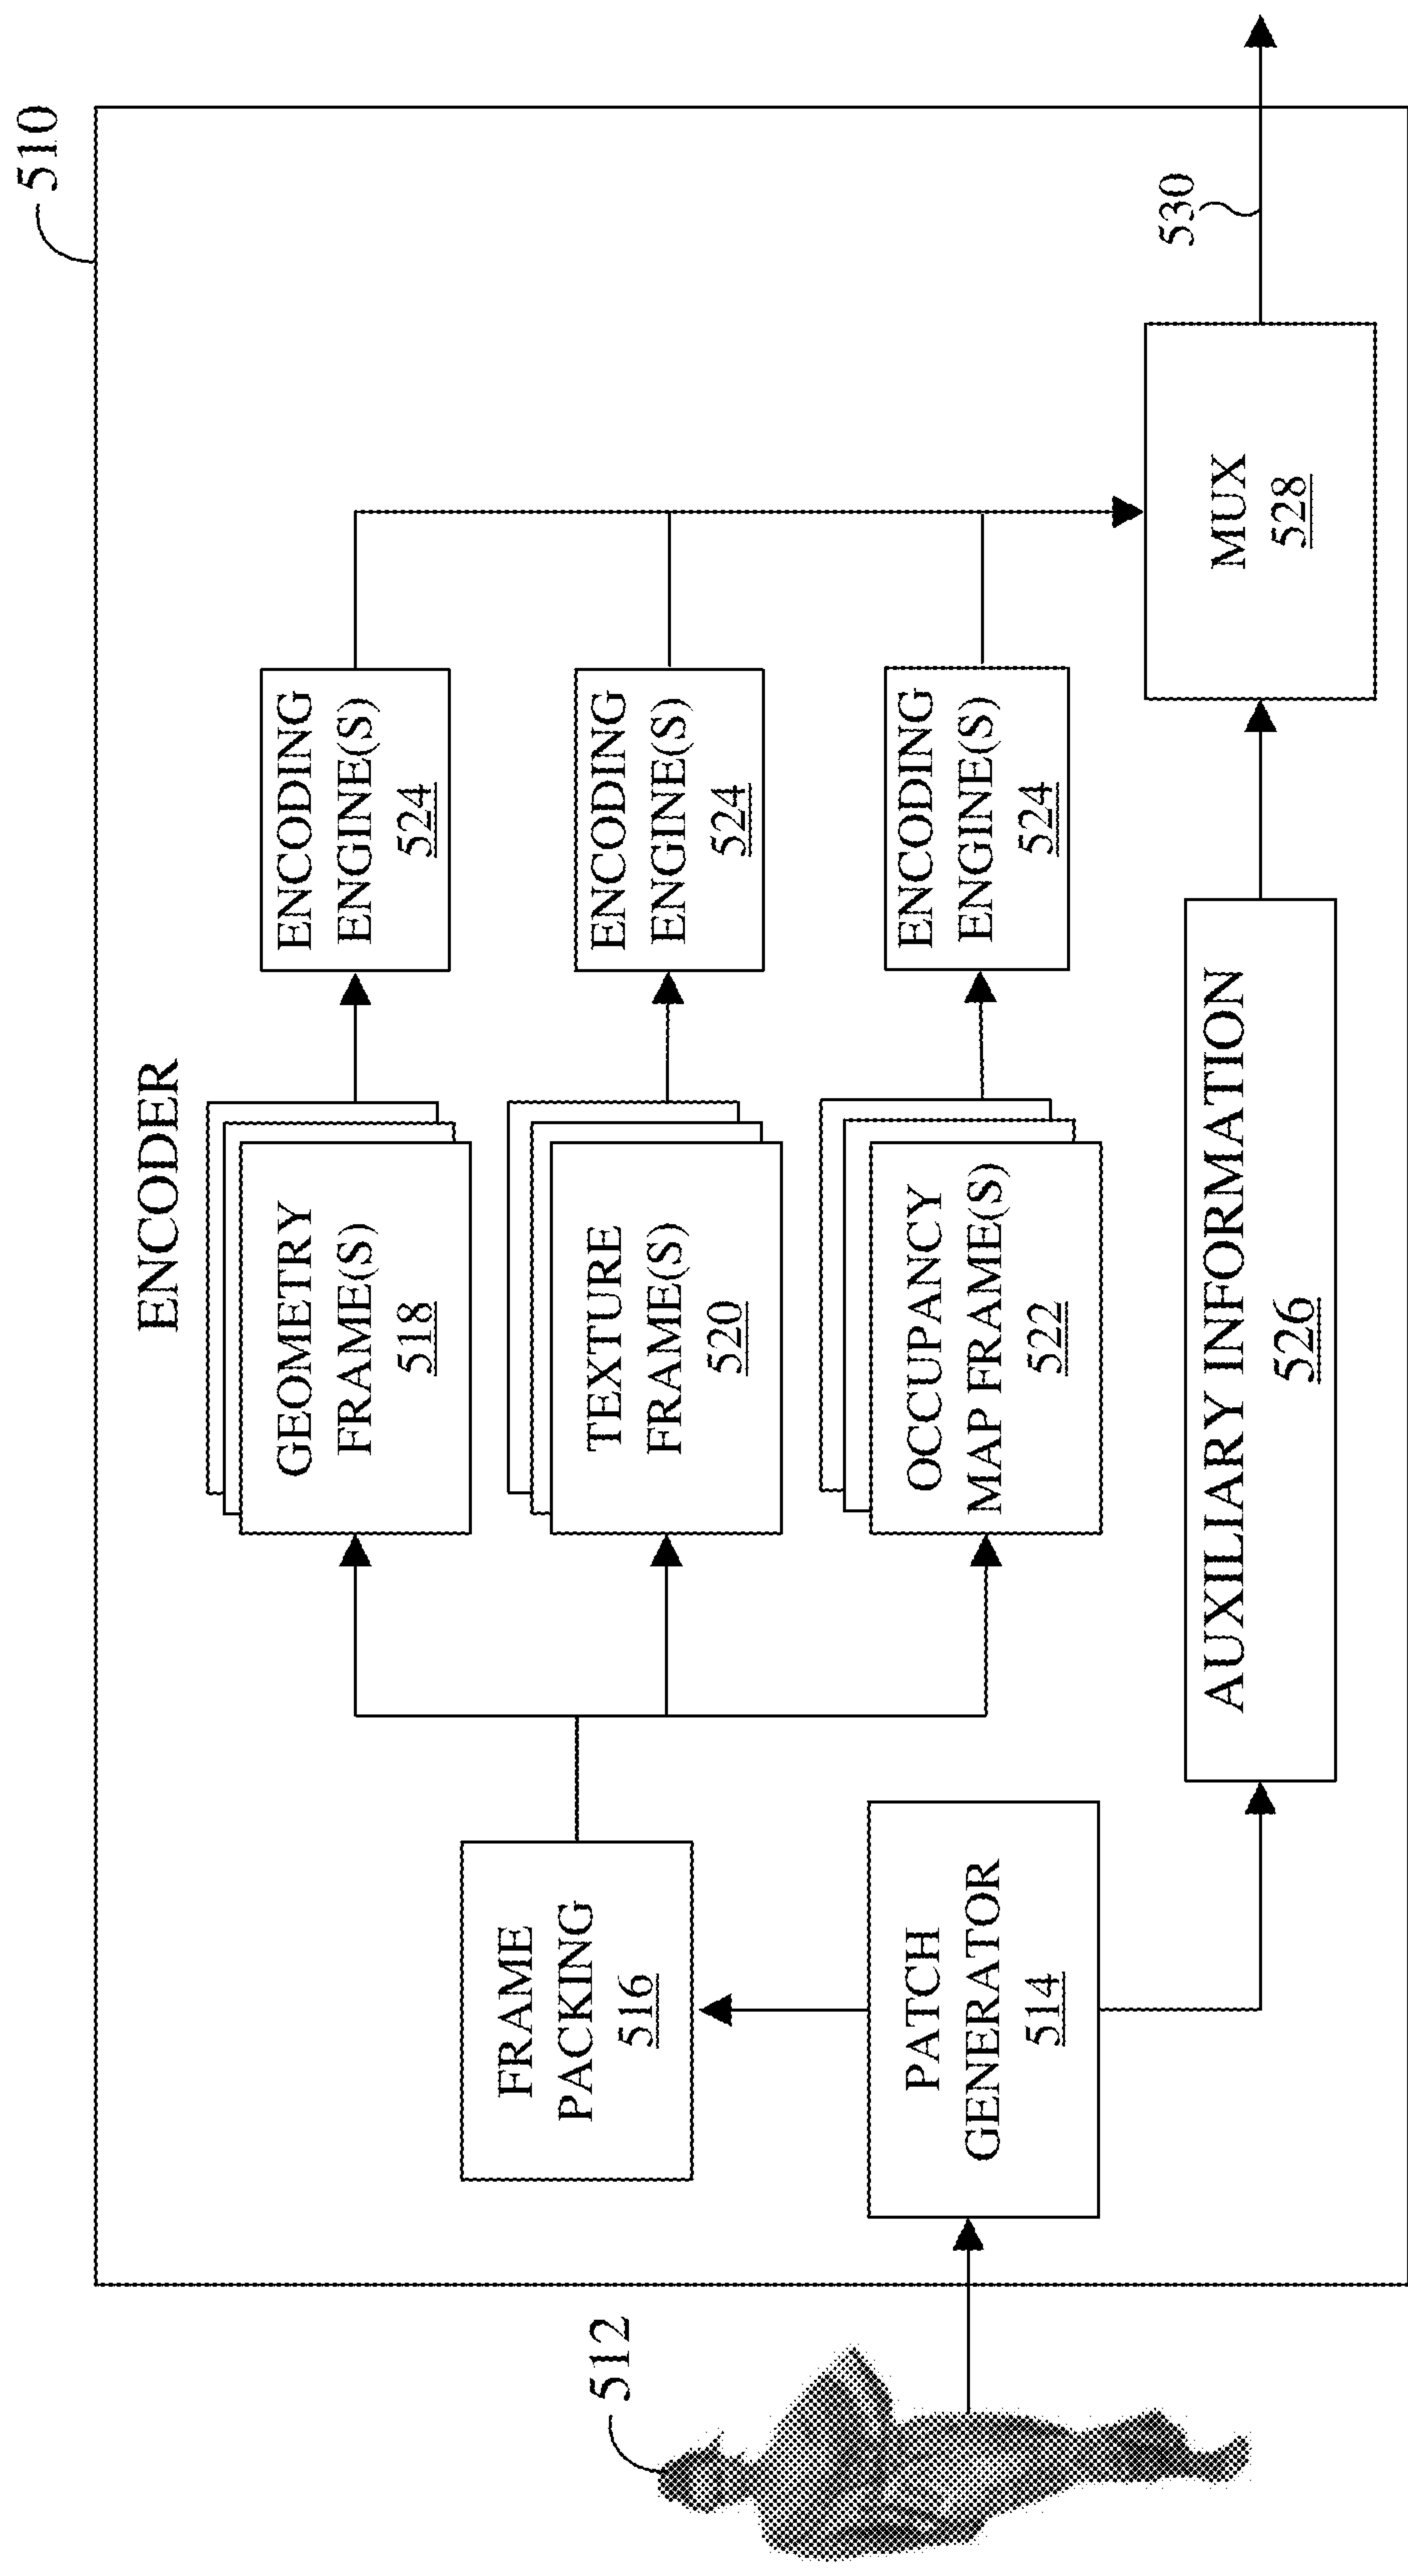 510
ENCODER
512
PATCH
GENERATOR
514
FRAME
PACKING
516
GEOMETRY
FRAME(S)
518
TEXTURE
FRAME(S)
520
OCCUPANCY
MAP FRAME(S)
522
ENCODING
ENGINE(S)
524
ENCODING
ENGINE(S)
524
ENCODING
ENGINE(S)
524
AUXILIARY INFORMATION
526
MUX
528
530